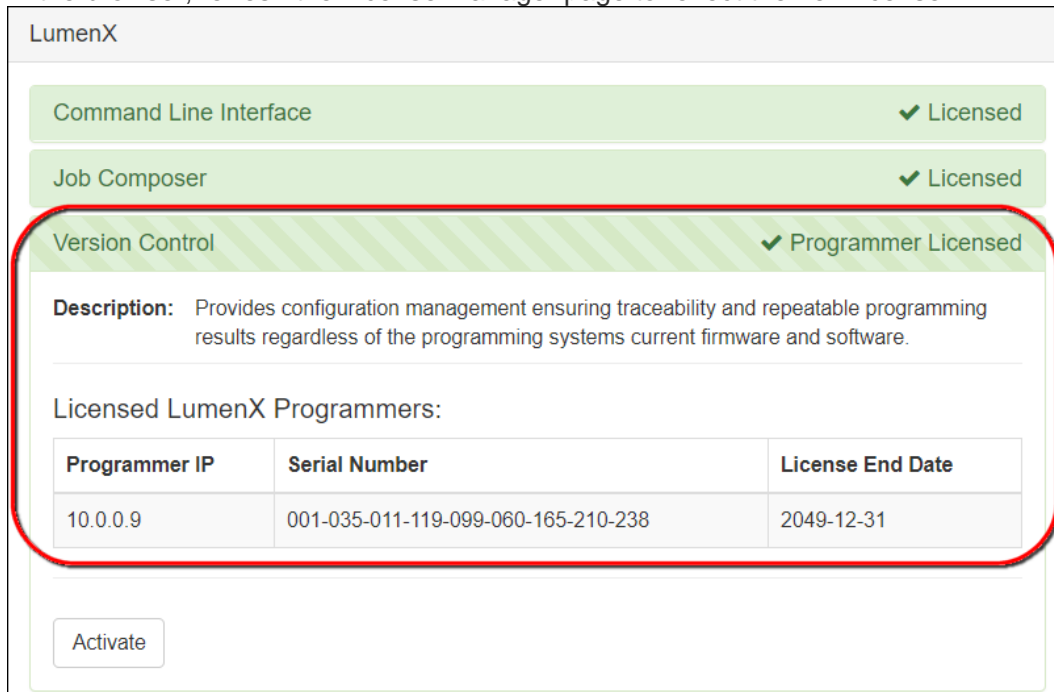 LumenX
Command Line Interface ✔ Licensed
Job Composer ✔ Licensed
Version Control ✔ Programmer Licensed
Description: Provides configuration management ensuring traceability and repeatable programming
results regardless of the programming systems current firmware and software.
Licensed LumenX Programmers:
Programmer IP Serial Number License End Date
10.0.0.9 001-035-011-119-099-060-165-210-238 2049-12-31
Activate